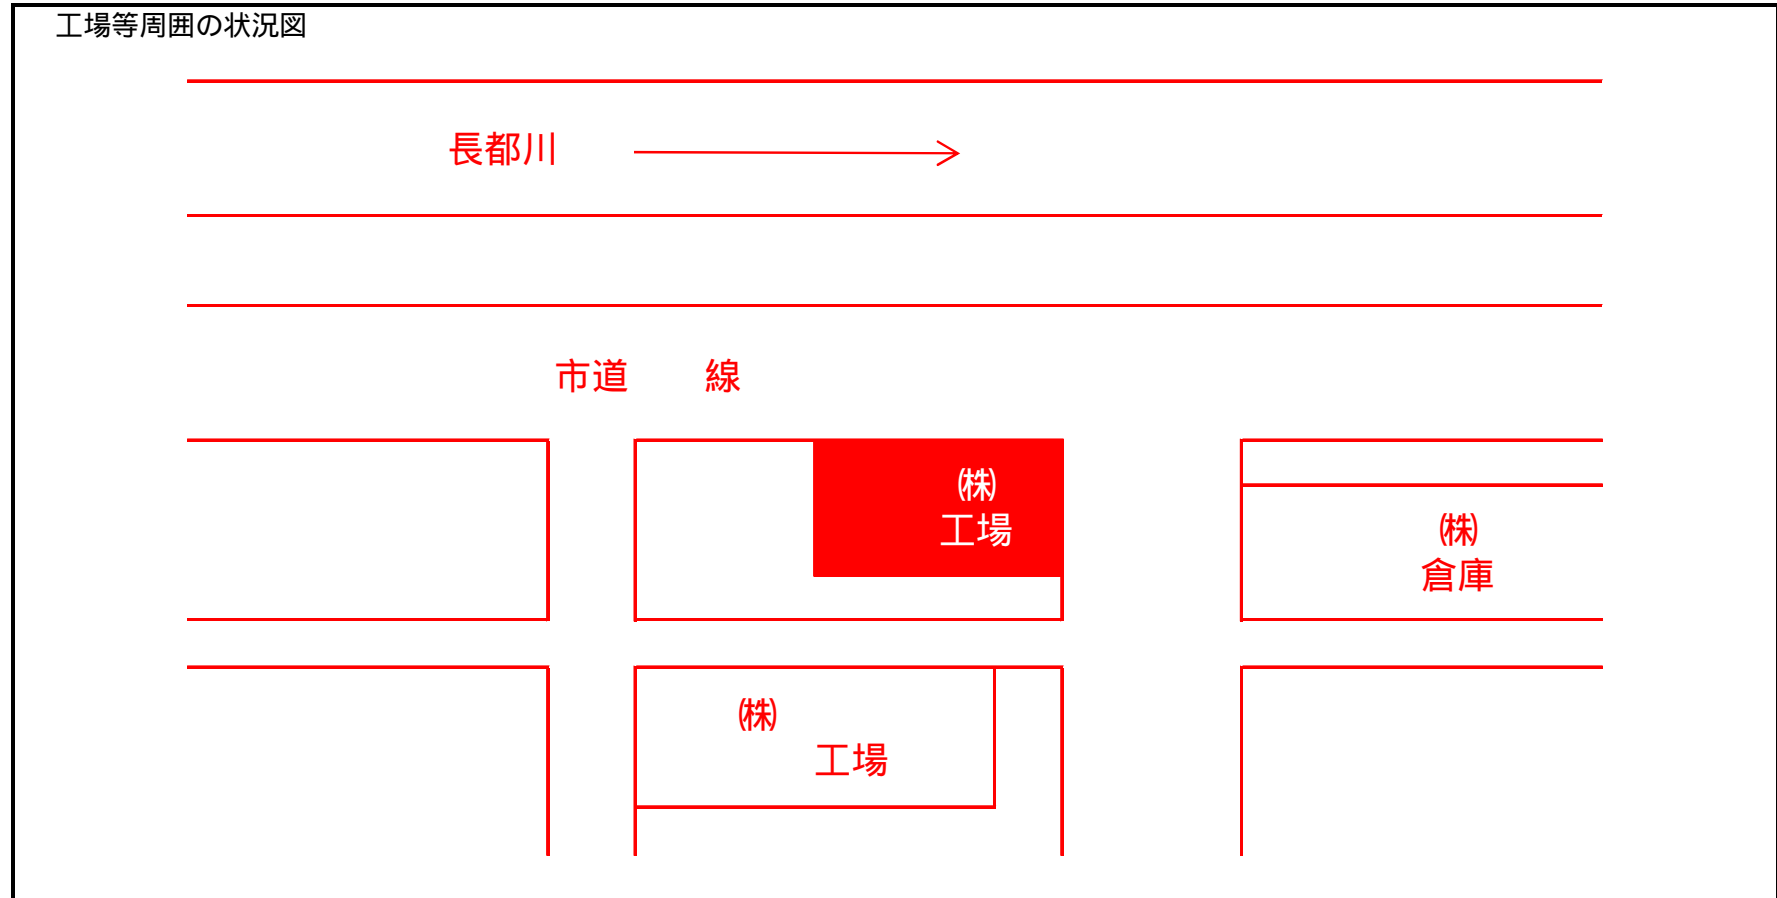 工場等周囲の状況図
長都川
市道　　線
㈱
工場
㈱
倉庫
㈱
工場